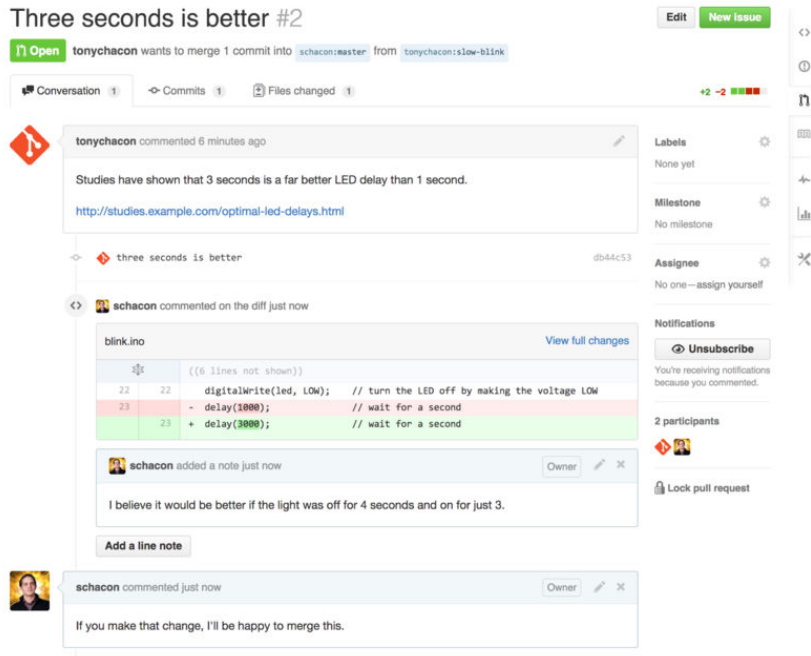 Three seconds is better #2
Edit
New Issue
Open
tonychacon wants to merge 1 commit into schacon:master from tonychacon:slow-blink
Conversation 1
Commits 1
Files changed 1
+2 −2
tonychacon commented 6 minutes ago
Studies have shown that 3 seconds is a far better LED delay than 1 second.
http://studies.example.com/optimal-led-delays.html
three seconds is better db44c53
schacon commented on the diff just now
blink.ino View full changes
((6 lines not shown))
22 22 digitalWrite(led, LOW); // turn the LED off by making the voltage LOW
23 - delay(1000); // wait for a second
23 + delay(3000); // wait for a second
schacon added a note just now Owner
I believe it would be better if the light was off for 4 seconds and on for just 3.
Add a line note
schacon commented just now Owner
If you make that change, I'll be happy to merge this.
Labels
None yet
Milestone
No milestone
Assignee
No one—assign yourself
Notifications
Unsubscribe
You're receiving notifications
because you commented.
2 participants
Lock pull request